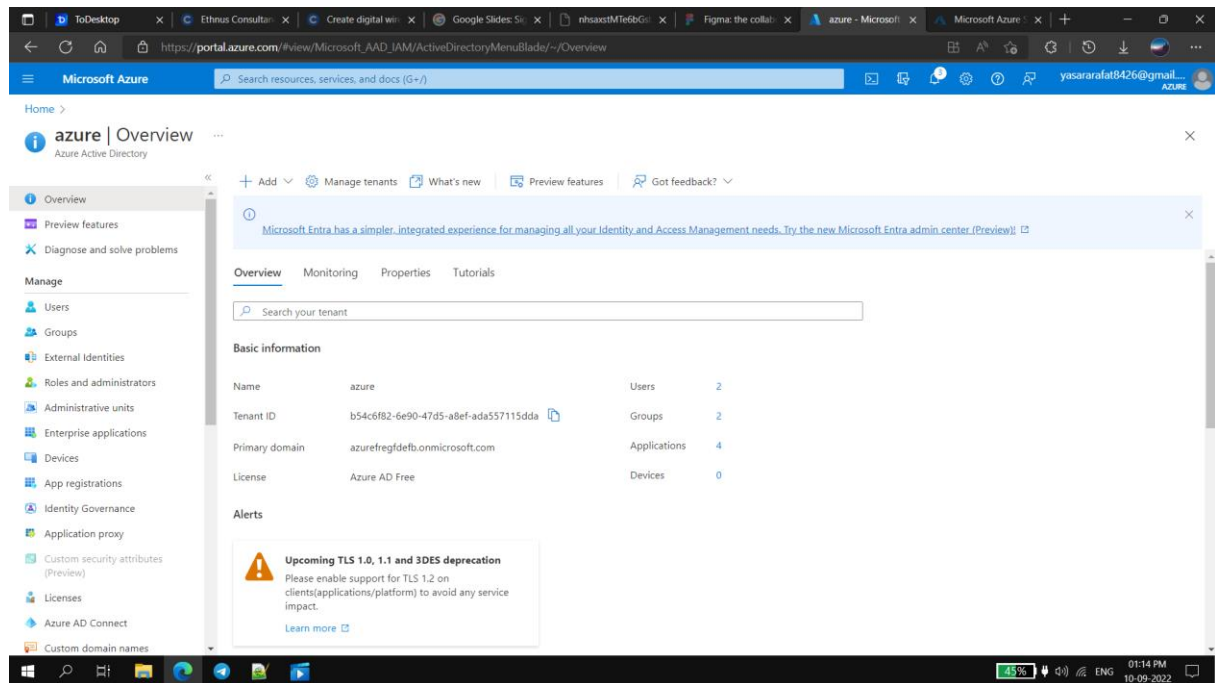 ToDesktop
Ethnus Consultan
Create digital wir
Google Slides: Sig
nhsaxstMTe6bGst
Figma: the collab
azure - Microsoft
Microsoft Azure
https://portal.azure.com/#view/Microsoft_AAD_IAM/ActiveDirectoryMenuBlade/~/Overview
Microsoft Azure
Search resources, services, and docs (G+/)
3
yasararafat8426@gmail....
AZURE
Home >
azure | Overview ...
Azure Active Directory
Overview
Preview features
Diagnose and solve problems
Manage
Users
Groups
External Identities
Roles and administrators
Administrative units
Enterprise applications
Devices
App registrations
Identity Governance
Application proxy
Custom security attributes
(Preview)
Licenses
Azure AD Connect
Custom domain names
Add
Manage tenants
What's new
Preview features
Got feedback?
Microsoft Entra has a simpler, integrated experience for managing all your Identity and Access Management needs. Try the new Microsoft Entra admin center (Preview)!
Overview Monitoring Properties Tutorials
Search your tenant
Basic information
Name azure Users 2
Tenant ID b54c6f82-6e90-47d5-a8ef-ada557115dda Groups 2
Primary domain azurefregfdefb.onmicrosoft.com Applications 4
License Azure AD Free Devices 0
Alerts
Upcoming TLS 1.0, 1.1 and 3DES deprecation
Please enable support for TLS 1.2 on
clients(applications/platform) to avoid any service
impact.
Learn more
45%
ENG
01:14 PM
10-09-2022